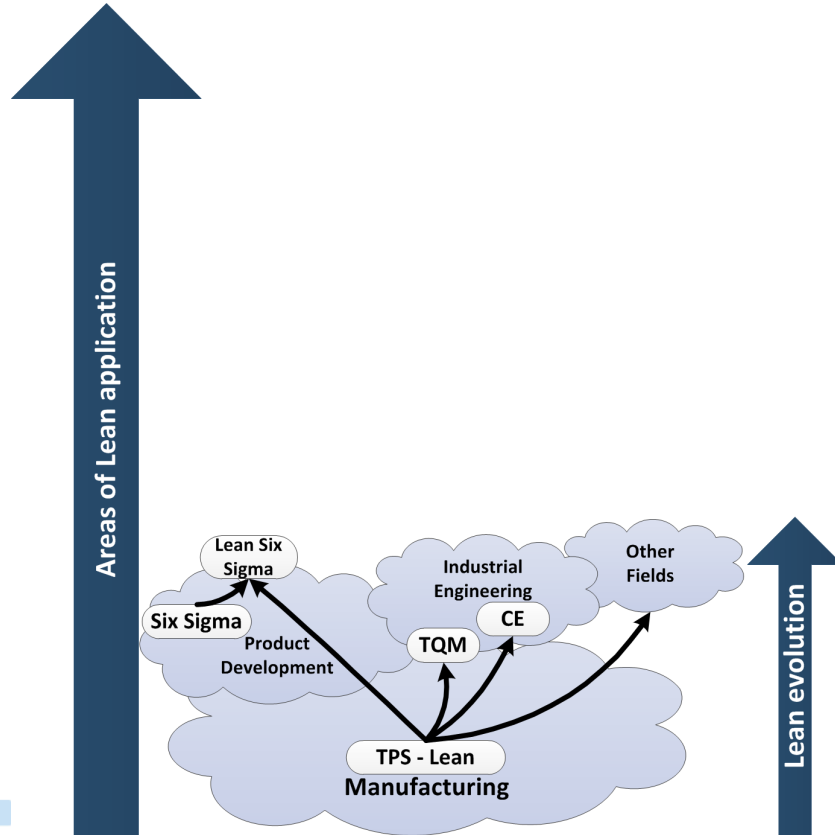 Areas of Lean application
Lean Six
Sigma
Six Sigma
Product
Development
Industrial
Engineering
CE
TQM
Other
Fields
TPS - Lean
Manufacturing
Lean evolution